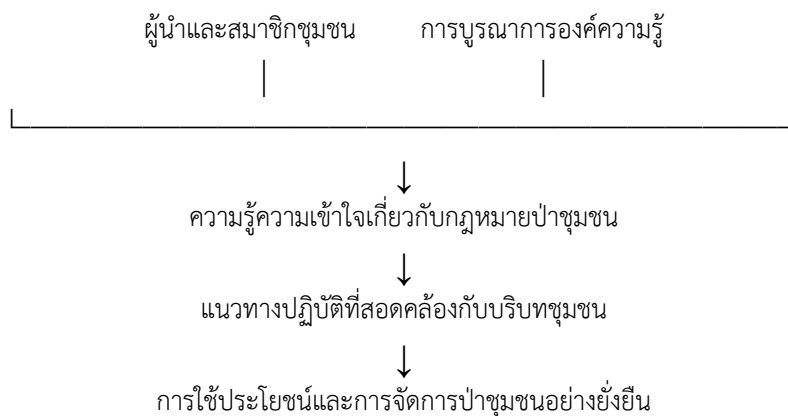 ผู้นำและสมาชิกชุมชน การบูรณาการองค์ความรู้
ความรู้ความเข้าใจเกี่ยวกับกฎหมายป่าชุมชน
แนวทางปฏิบัติที่สอดคล้องกับบริบทชุมชน
การใช้ประโยชน์และการจัดการป่าชุมชนอย่างยั่งยืน